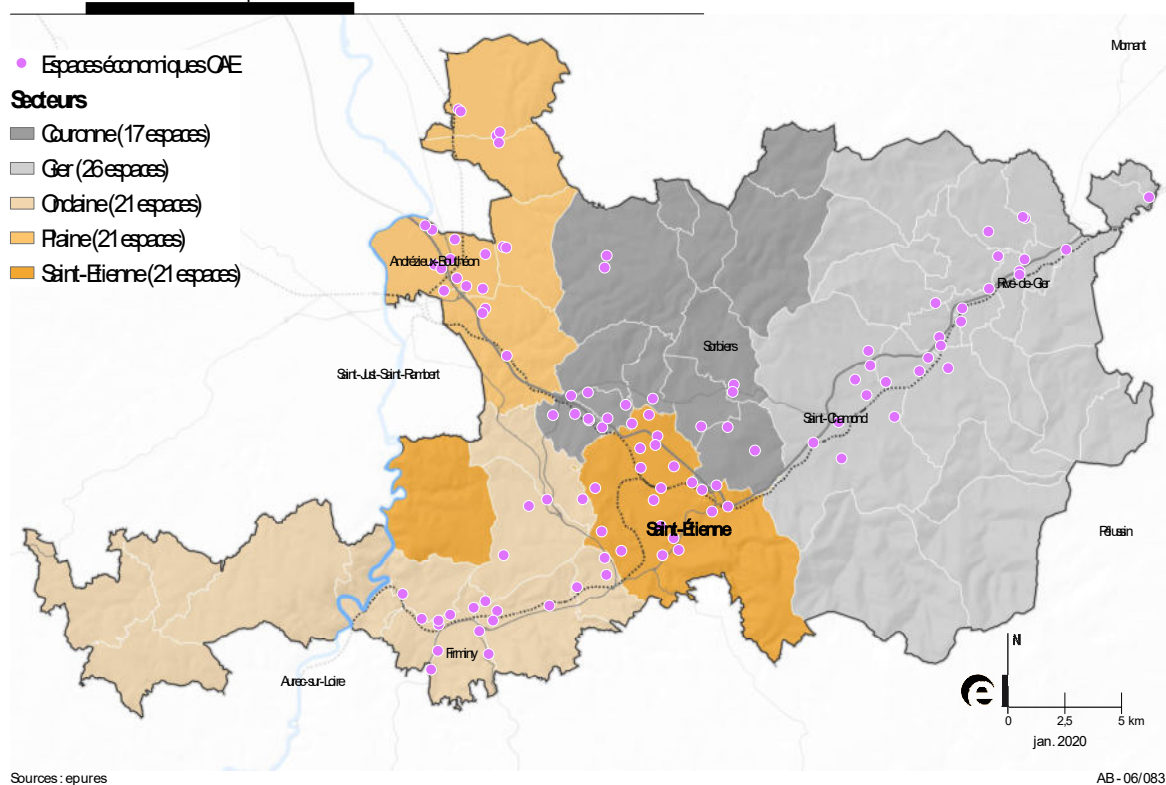 Mornant
Espaces économiques OAE
Secteurs
Couronne (17 espaces)
Gier (26 espaces)
Ondaine (21 espaces)
Plaine (21 espaces)
Saint-Etienne (21 espaces)
Andrézieux-Bouthéon
Rive-de-Gier
Sorbiers
Saint-Just-Saint-Rambert
Saint-Chamond
Saint-Étienne
Pélussin
Firminy
Aurec-sur-Loire
N
e
0 2,5 5 km
jan. 2020
Sources : epures
AB - 06/083